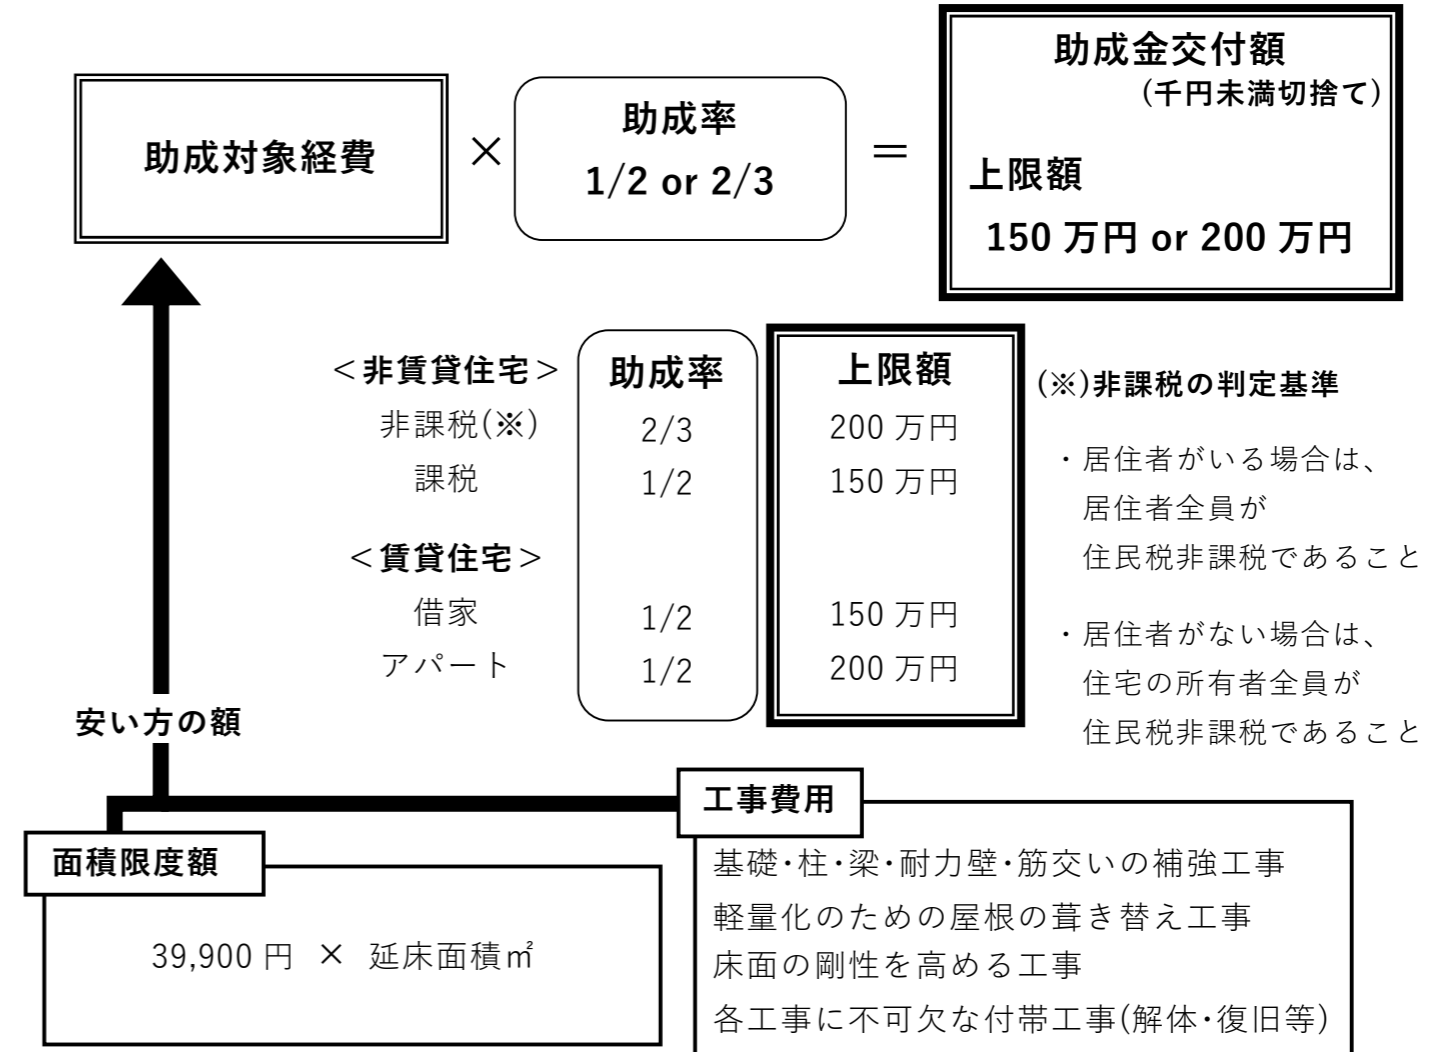 助成対象経費
×
助成率
1/2 or 2/3
＝
助成金交付額
(千円未満切捨て)
上限額
150 万円 or 200 万円
助成率
上限額
＜非賃貸住宅＞
非課税(※) 2/3 200 万円
課税 1/2 150 万円
＜賃貸住宅＞
借家 1/2 150 万円
アパート 1/2 200 万円
(※)非課税の判定基準
・居住者がいる場合は、
居住者全員が
住民税非課税であること
・居住者がない場合は、
住宅の所有者全員が
住民税非課税であること
安い方の額
面積限度額
39,900 円 × 延床面積㎡
工事費用
基礎･柱･梁･耐力壁･筋交いの補強工事
軽量化のための屋根の葺き替え工事
床面の剛性を高める工事
各工事に不可欠な付帯工事(解体･復旧等)